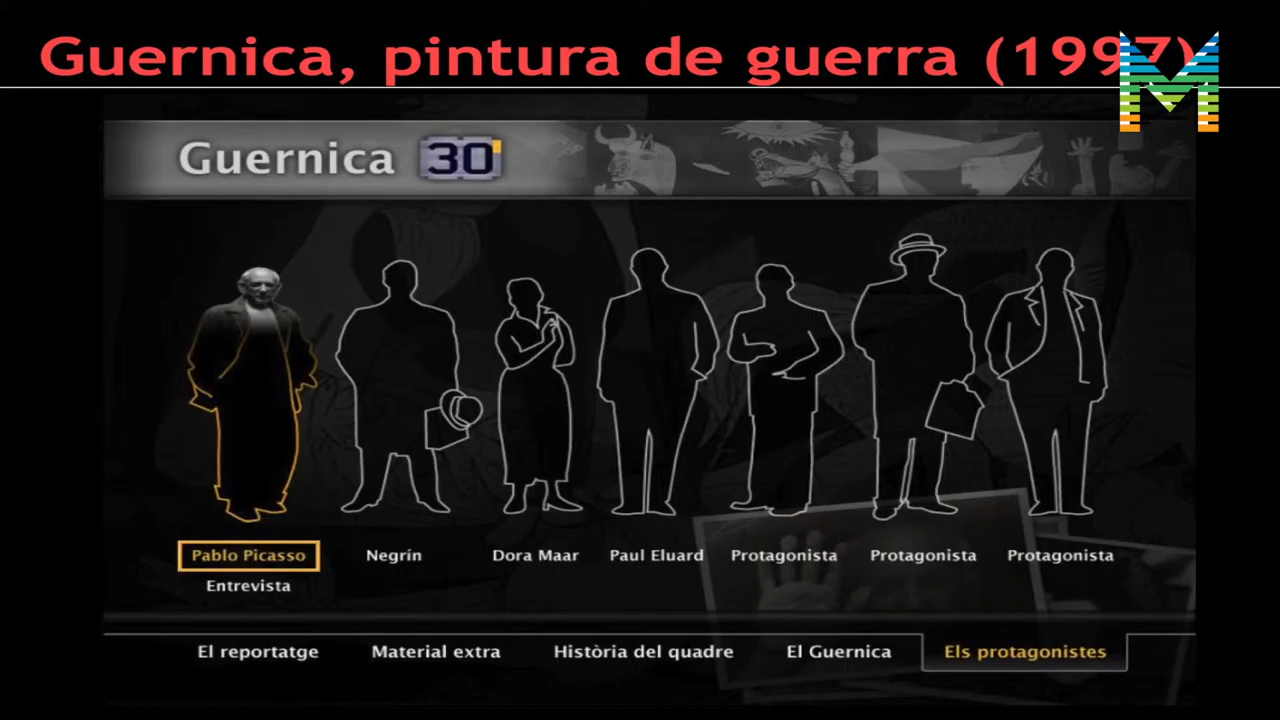 Guernica, pintura de guerra (1997)
Guernica 30
Pablo Picasso
Negrín
Dora Maar
Paul Eluard
Protagonista
Protagonista
Protagonista
Entrevista
El reportatge
Material extra
Història del quadre
El Guernica
Els protagonistes